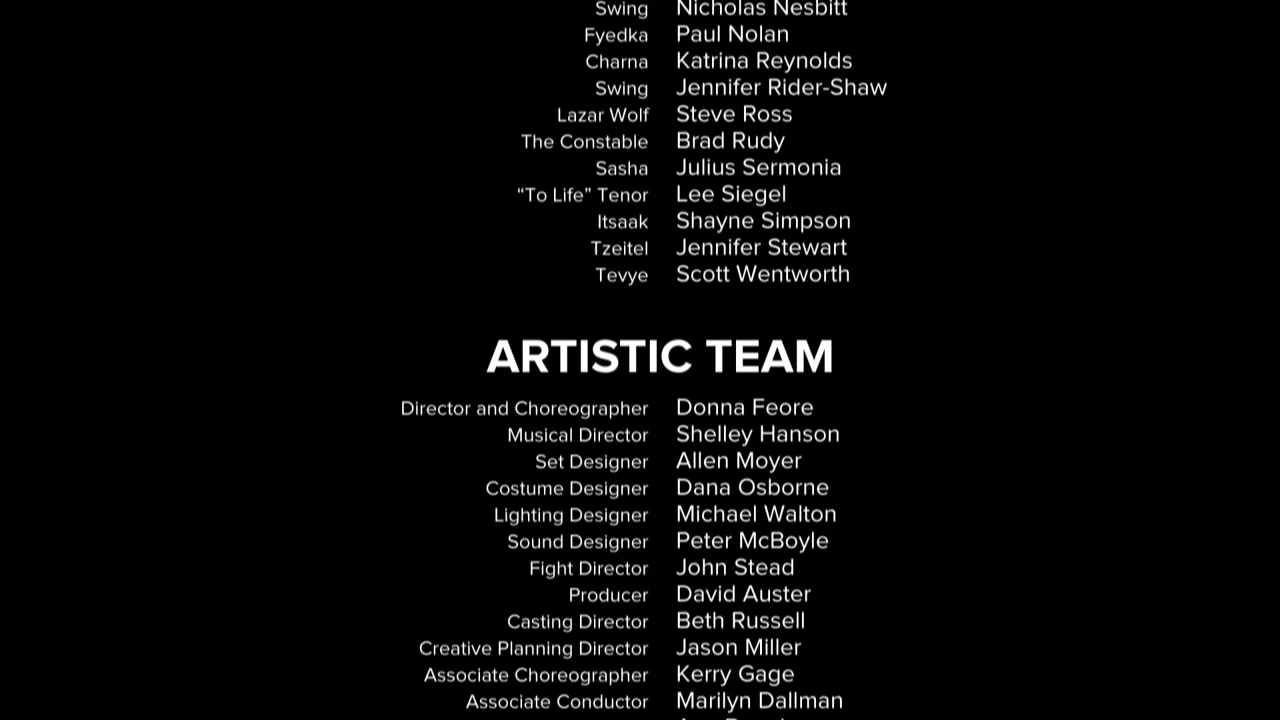 Swing Nicholas Nesbitt
Fyedka Paul Nolan
Charna Katrina Reynolds
Swing Jennifer Rider-Shaw
Lazar Wolf Steve Ross
The Constable Brad Rudy
Sasha Julius Sermonia
“To Life” Tenor Lee Siegel
Itsaak Shayne Simpson
Tzeitel Jennifer Stewart
Tevye Scott Wentworth
ARTISTIC TEAM
Director and Choreographer Donna Feore
Musical Director Shelley Hanson
Set Designer Allen Moyer
Costume Designer Dana Osborne
Lighting Designer Michael Walton
Sound Designer Peter McBoyle
Fight Director John Stead
Producer David Auster
Casting Director Beth Russell
Creative Planning Director Jason Miller
Associate Choreographer Kerry Gage
Associate Conductor Marilyn Dallman